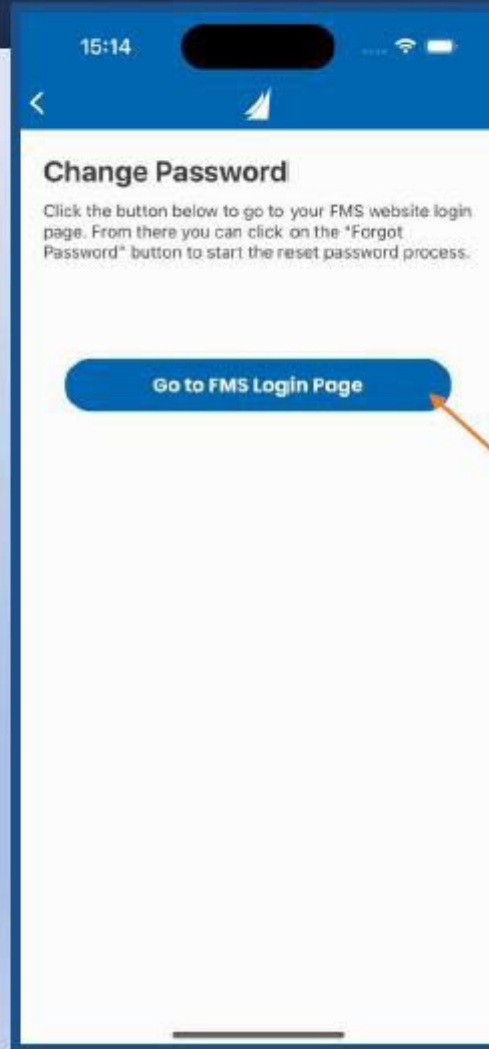 15:14
Change Password
Click the button below to go to your FMS website login
page. From there you can click on the "Forgot
Password" button to start the reset password process.
Go to FMS Login Page